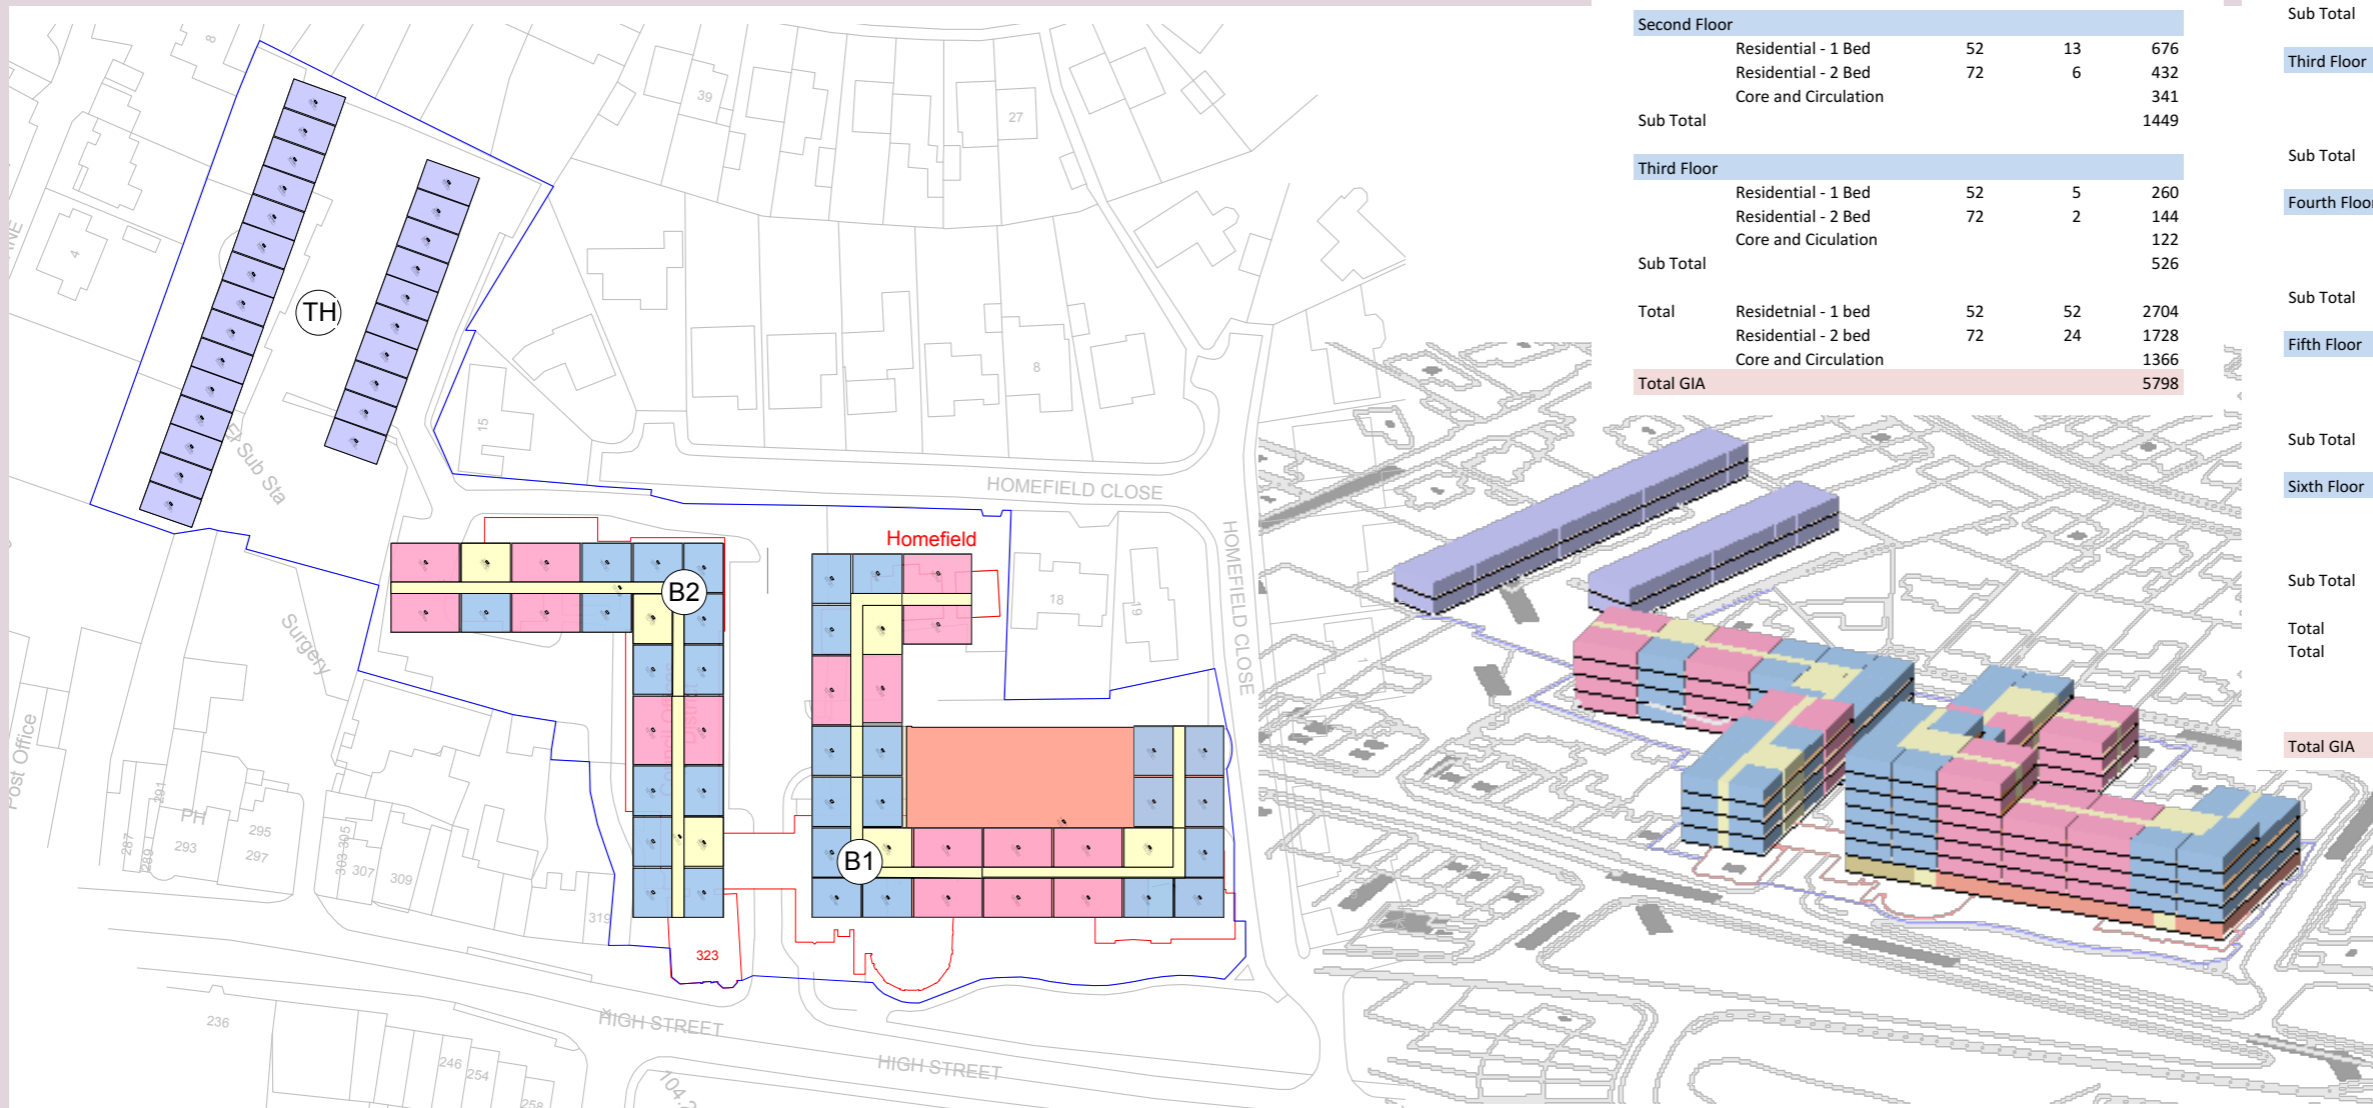 Second Floor
Residential - 1 Bed 52 13 676
Residential - 2 Bed 72 6 432
Core and Circulation 341
Sub Total 1449
Third Floor
Residential - 1 Bed 52 5 260
Residential - 2 Bed 72 2 144
Core and Ciculation 122
Sub Total 526
Total Residetnial - 1 bed 52 52 2704
Residential - 2 bed 72 24 1728
Core and Circulation 1366
Total GIA 5798
Sub Total
Third Floor
Sub Total
Fourth Floor
Sub Total
Fifth Floor
Sub Total
Sixth Floor
Sub Total
Total
Total
Total GIA
8
39
27
4
TH
15
8
El Sub Sta
HOMEFIELD CLOSE
HOMEFIELD CLOSE
Homefield
B2
18
19
Surgery
Post Office
B1
PH
287
289
291
293
295
297
303-305
307
309
319
323
HIGH STREET
HIGH STREET
236
246
254
258